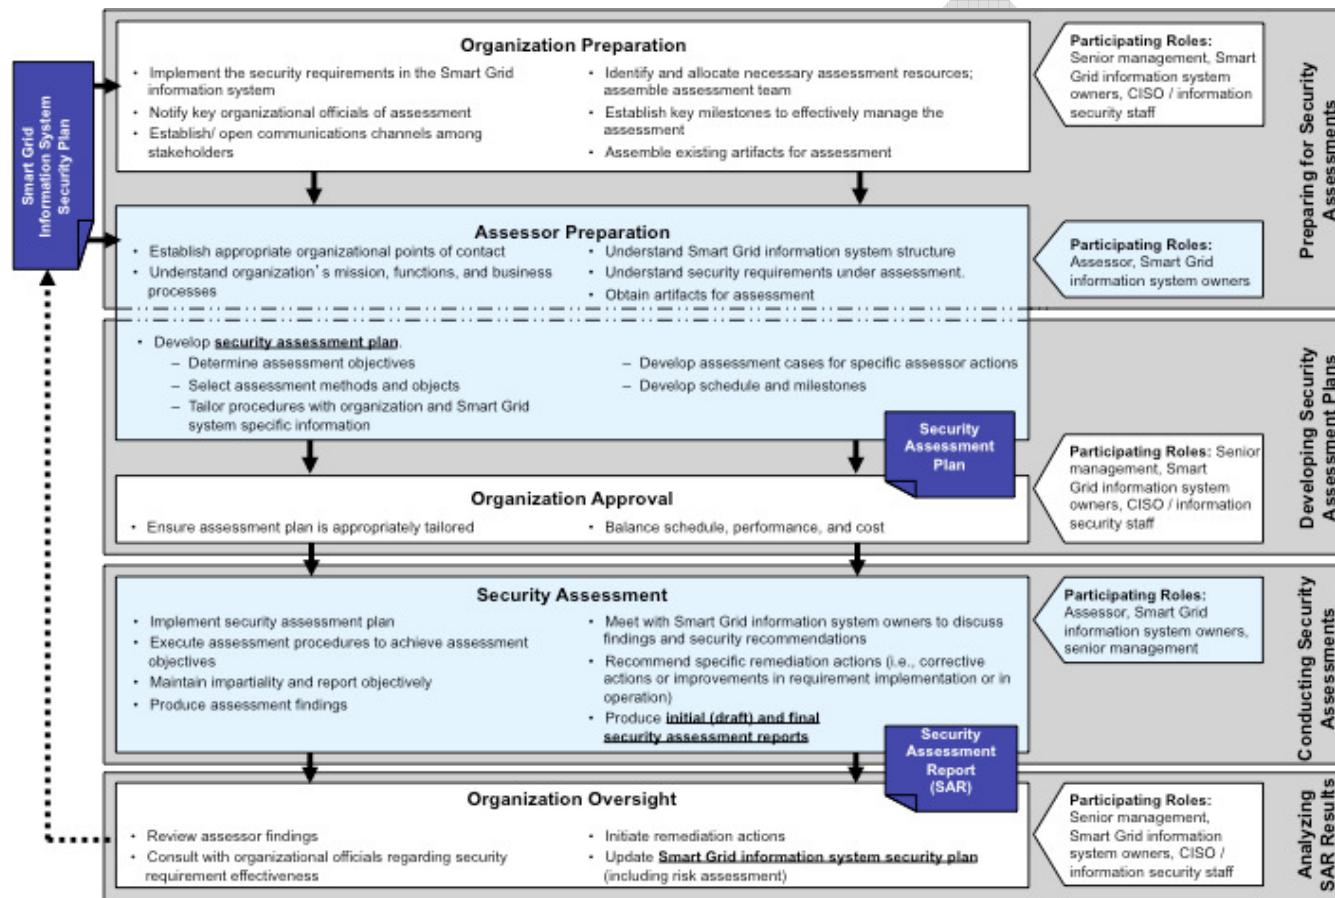 Smart Grid
Information System
Security Plan
Organization Preparation
• Implement the security requirements in the Smart Grid
information system
• Notify key organizational officials of assessment
• Establish/ open communications channels among
stakeholders
• Identify and allocate necessary assessment resources;
assemble assessment team
• Establish key milestones to effectively manage the
assessment
• Assemble existing artifacts for assessment
Participating Roles:
Senior management, Smart
Grid information system
owners, CISO / information
security staff
Preparing for Security
Assessments
Assessor Preparation
• Establish appropriate organizational points of contact
• Understand organization's mission, functions, and business
processes
• Understand Smart Grid information system structure
• Understand security requirements under assessment.
• Obtain artifacts for assessment
Participating Roles:
Assessor, Smart Grid
information system owners
• Develop security assessment plan.
– Determine assessment objectives
– Select assessment methods and objects
– Tailor procedures with organization and Smart Grid
system specific information
– Develop assessment cases for specific assessor actions
– Develop schedule and milestones
Security
Assessment
Plan
Developing Security
Assessment Plans
Organization Approval
• Ensure assessment plan is appropriately tailored
• Balance schedule, performance, and cost
Participating Roles: Senior
management, Smart
Grid information system
owners, CISO / information
security staff
Security Assessment
• Implement security assessment plan
• Execute assessment procedures to achieve assessment
objectives
• Maintain impartiality and report objectively
• Produce assessment findings
• Meet with Smart Grid information system owners to discuss
findings and security recommendations
• Recommend specific remediation actions (i.e., corrective
actions or improvements in requirement implementation or in
operation)
• Produce initial (draft) and final
security assessment reports
Participating Roles:
Assessor, Smart Grid
information system owners,
senior management
Conducting Security
Assessments
Security
Assessment
Report
(SAR)
Organization Oversight
• Review assessor findings
• Consult with organizational officials regarding security
requirement effectiveness
• Initiate remediation actions
• Update Smart Grid information system security plan
(including risk assessment)
Participating Roles:
Senior management,
Smart Grid information
system owners, CISO /
information security staff
Analyzing
SAR Results